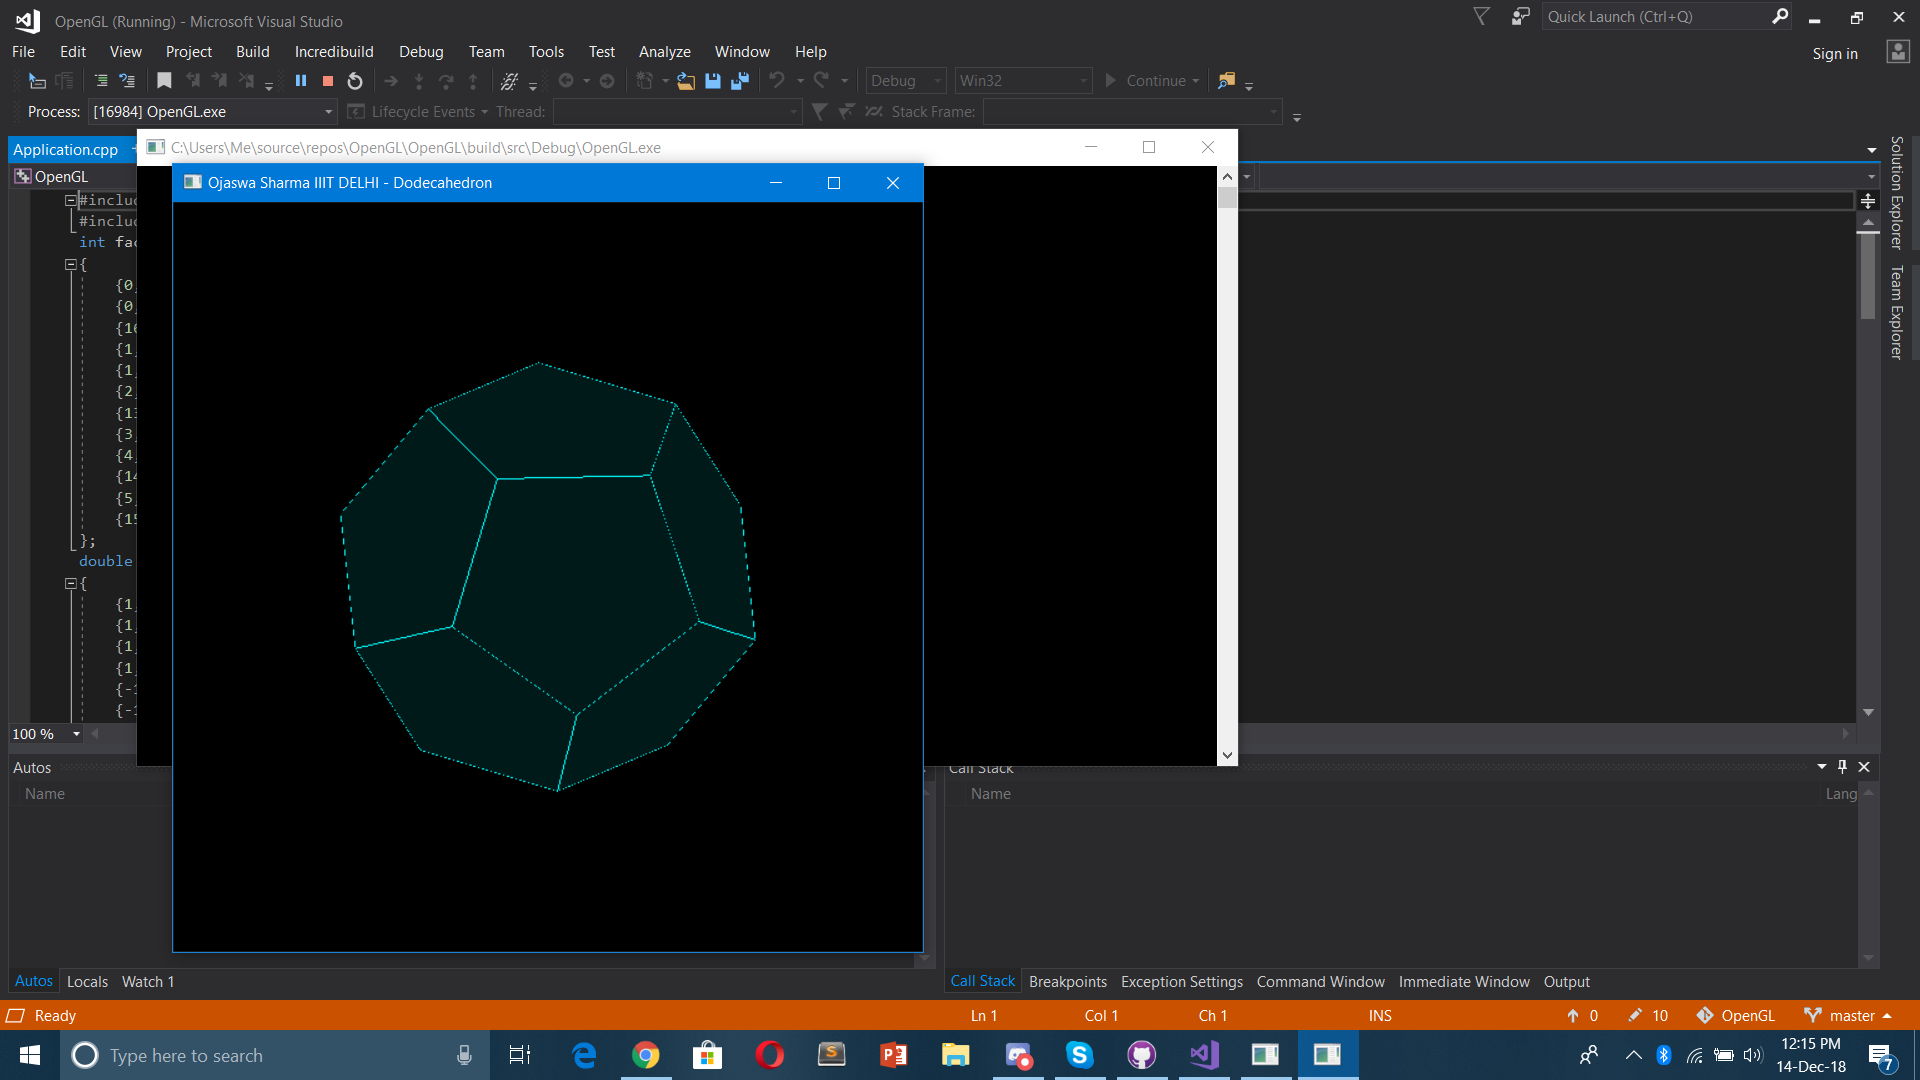 OpenGL (Running) - Microsoft Visual Studio
Quick Launch (Ctrl+Q)
File Edit View Project Build Incredibuild Debug Team Tools Test Analyze Window Help
Sign in
Debug Win32 Continue
Process: [16984] OpenGL.exe Lifecycle Events Thread: Stack Frame:
Application.cpp
C:\Users\Me\source\repos\OpenGL\OpenGL\build\src\Debug\OpenGL.exe
OpenGL
Ojaswa Sharma IIIT DELHI - Dodecahedron
Solution Explorer
Team Explorer
#inclu
#inclu
int fac
{
{0,
{0,
{16
{1,
{1,
{2,
{13
{3,
{4,
{14
{5,
{15
};
double
{
{1,
{1,
{1,
{1,
{-1
{-1
100 %
Autos
Name
Call Stack
Name Lang
Autos Locals Watch 1
Call Stack Breakpoints Exception Settings Command Window Immediate Window Output
Ready Ln 1 Col 1 Ch 1 INS 0 10 OpenGL master
Type here to search
12:15 PM
14-Dec-18
7